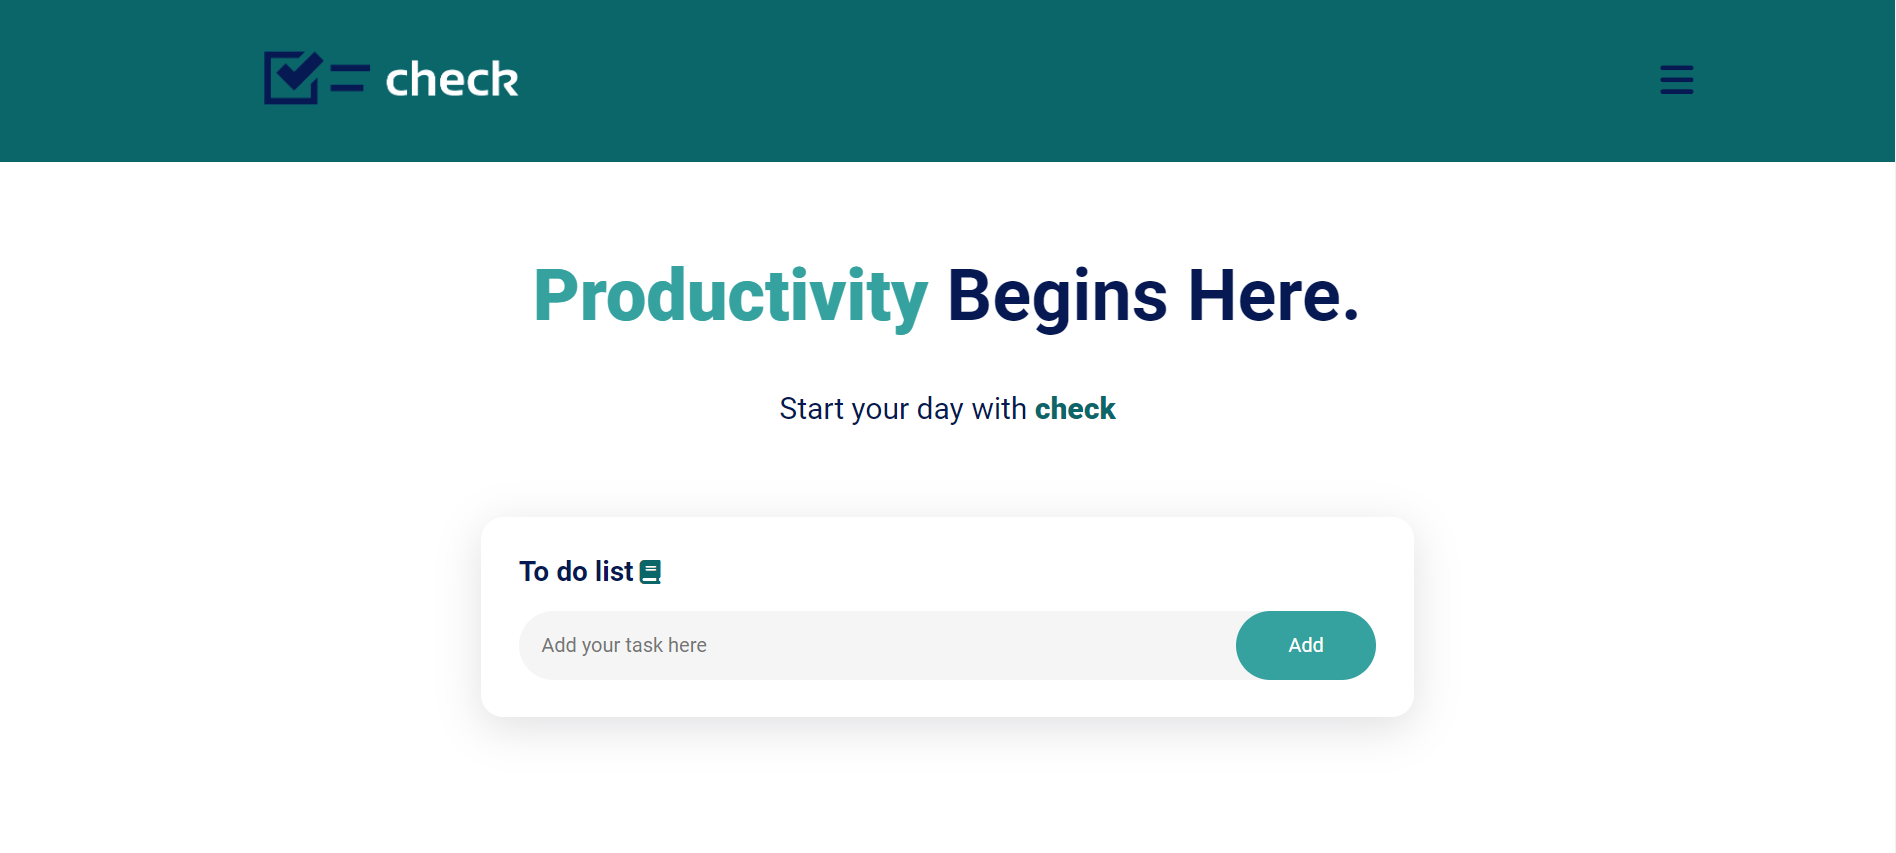 check
Productivity Begins Here.
Start your day with check
To do list
Add your task here
Add